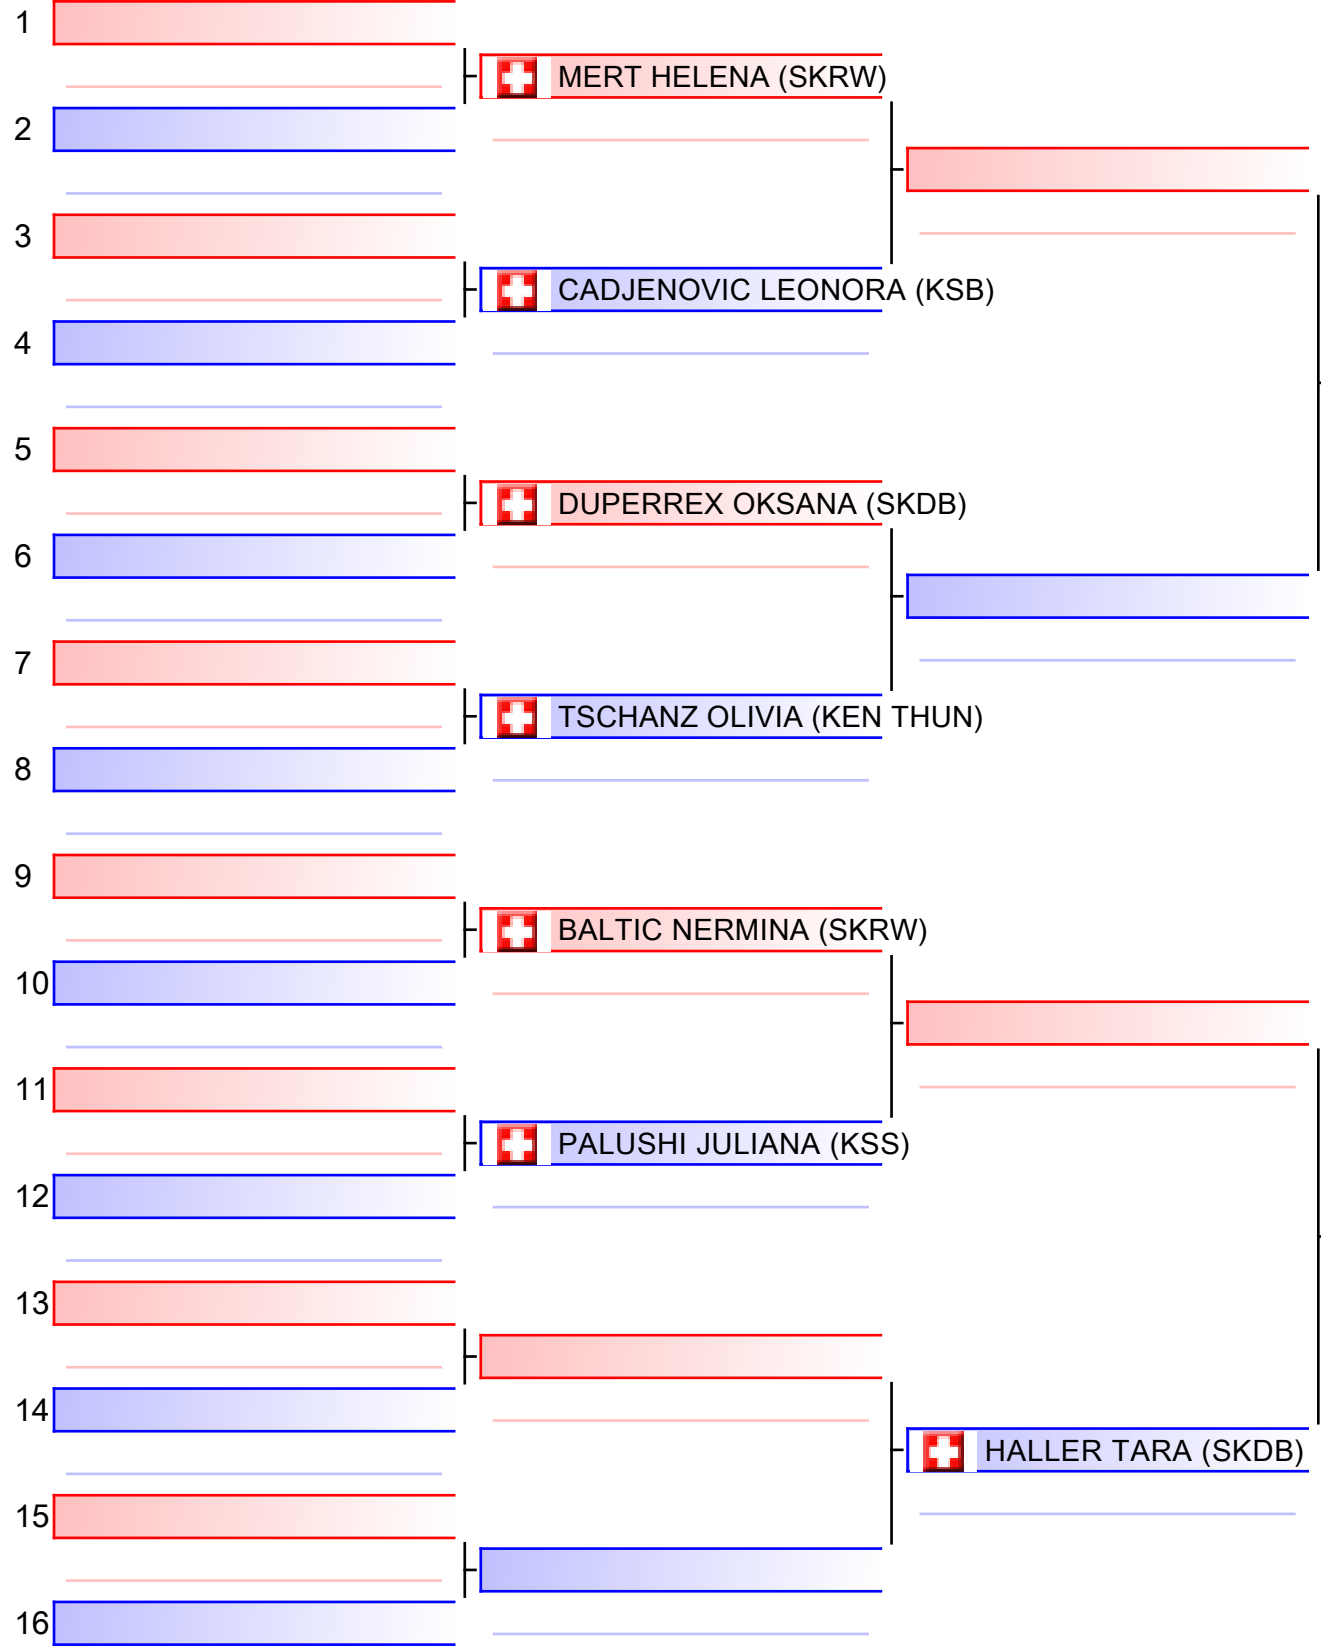 1
MERT HELENA (SKRW)
2
3
CADJENOVIC LEONORA (KSB)
4
5
DUPERREX OKSANA (SKDB)
6
7
TSCHANZ OLIVIA (KEN THUN)
8
9
BALTIC NERMINA (SKRW)
10
11
PALUSHI JULIANA (KSS)
12
13
14
HALLER TARA (SKDB)
15
16